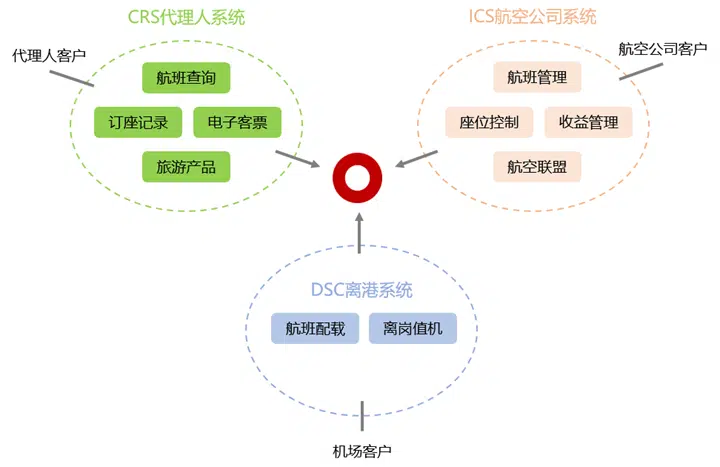 CRS代理人系统
ICS航空公司系统
代理人客户
航空公司客户
航班查询
订座记录
电子客票
旅游产品
航班管理
座位控制
收益管理
航空联盟
DSC离港系统
航班配载
离岗值机
机场客户